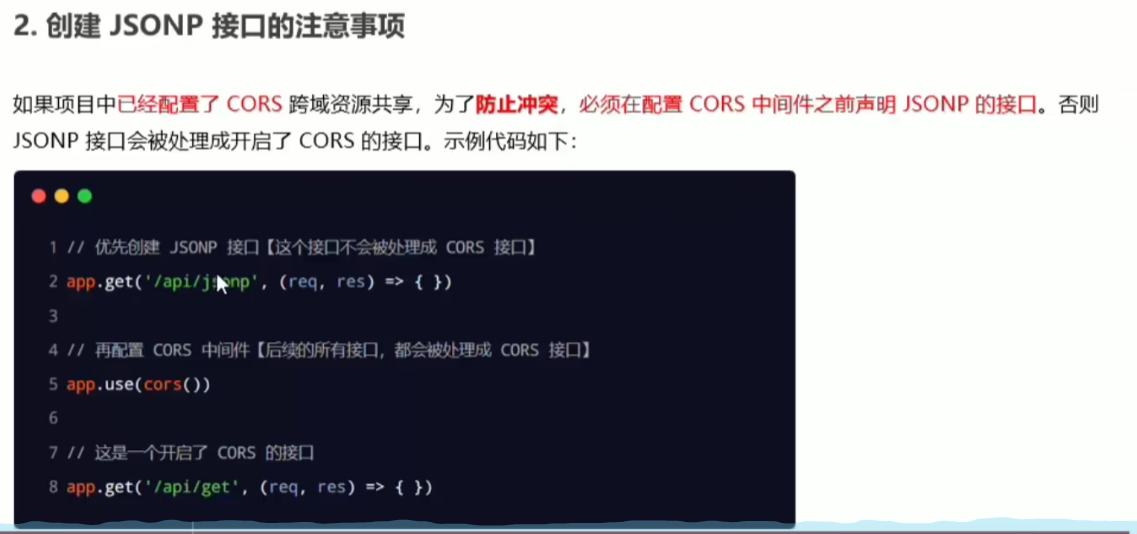 2. 创建 JSONP 接口的注意事项
如果项目中已经配置了 CORS 跨域资源共享，为了防止冲突，必须在配置 CORS 中间件之前声明 JSONP 的接口。否则
JSONP 接口会被处理成开启了 CORS 的接口。示例代码如下：
1 // 优先创建 JSONP 接口【这个接口不会被处理成 CORS 接口】
2 app.get('/api/jsonp', (req, res) => { })
3
4 // 再配置 CORS 中间件【后续的所有接口，都会被处理成 CORS 接口】
5 app.use(cors())
6
7 // 这是一个开启了 CORS 的接口
8 app.get('/api/get', (req, res) => { })